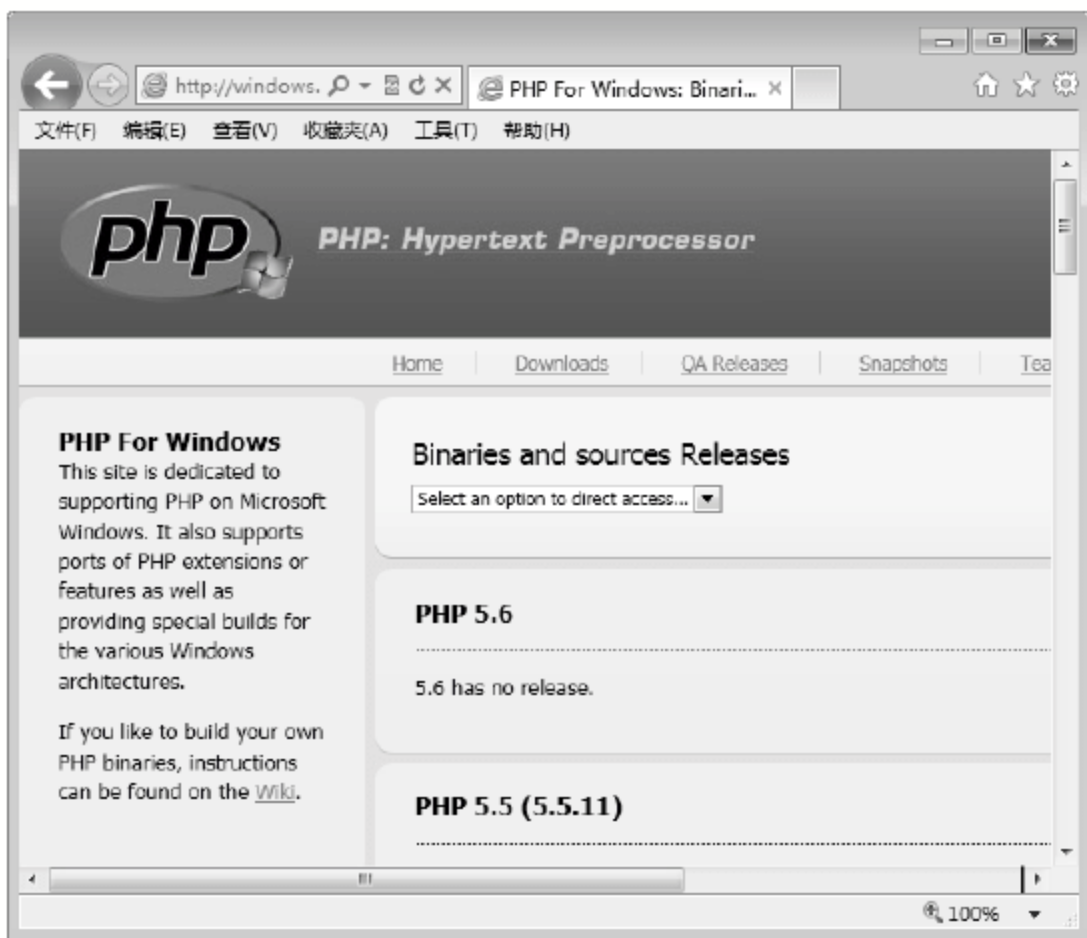 http://windows.
PHP For Windows: Binari...
文件(F) 编辑(E) 查看(V) 收藏夹(A) 工具(T) 帮助(H)
php
PHP: Hypertext Preprocessor
Home Downloads QA Releases Snapshots Tea
PHP For Windows
This site is dedicated to
supporting PHP on Microsoft
Windows. It also supports
ports of PHP extensions or
features as well as
providing special builds for
the various Windows
architectures.
If you like to build your own
PHP binaries, instructions
can be found on the Wiki.
Binaries and sources Releases
Select an option to direct access...
PHP 5.6
5.6 has no release.
PHP 5.5 (5.5.11)
100%